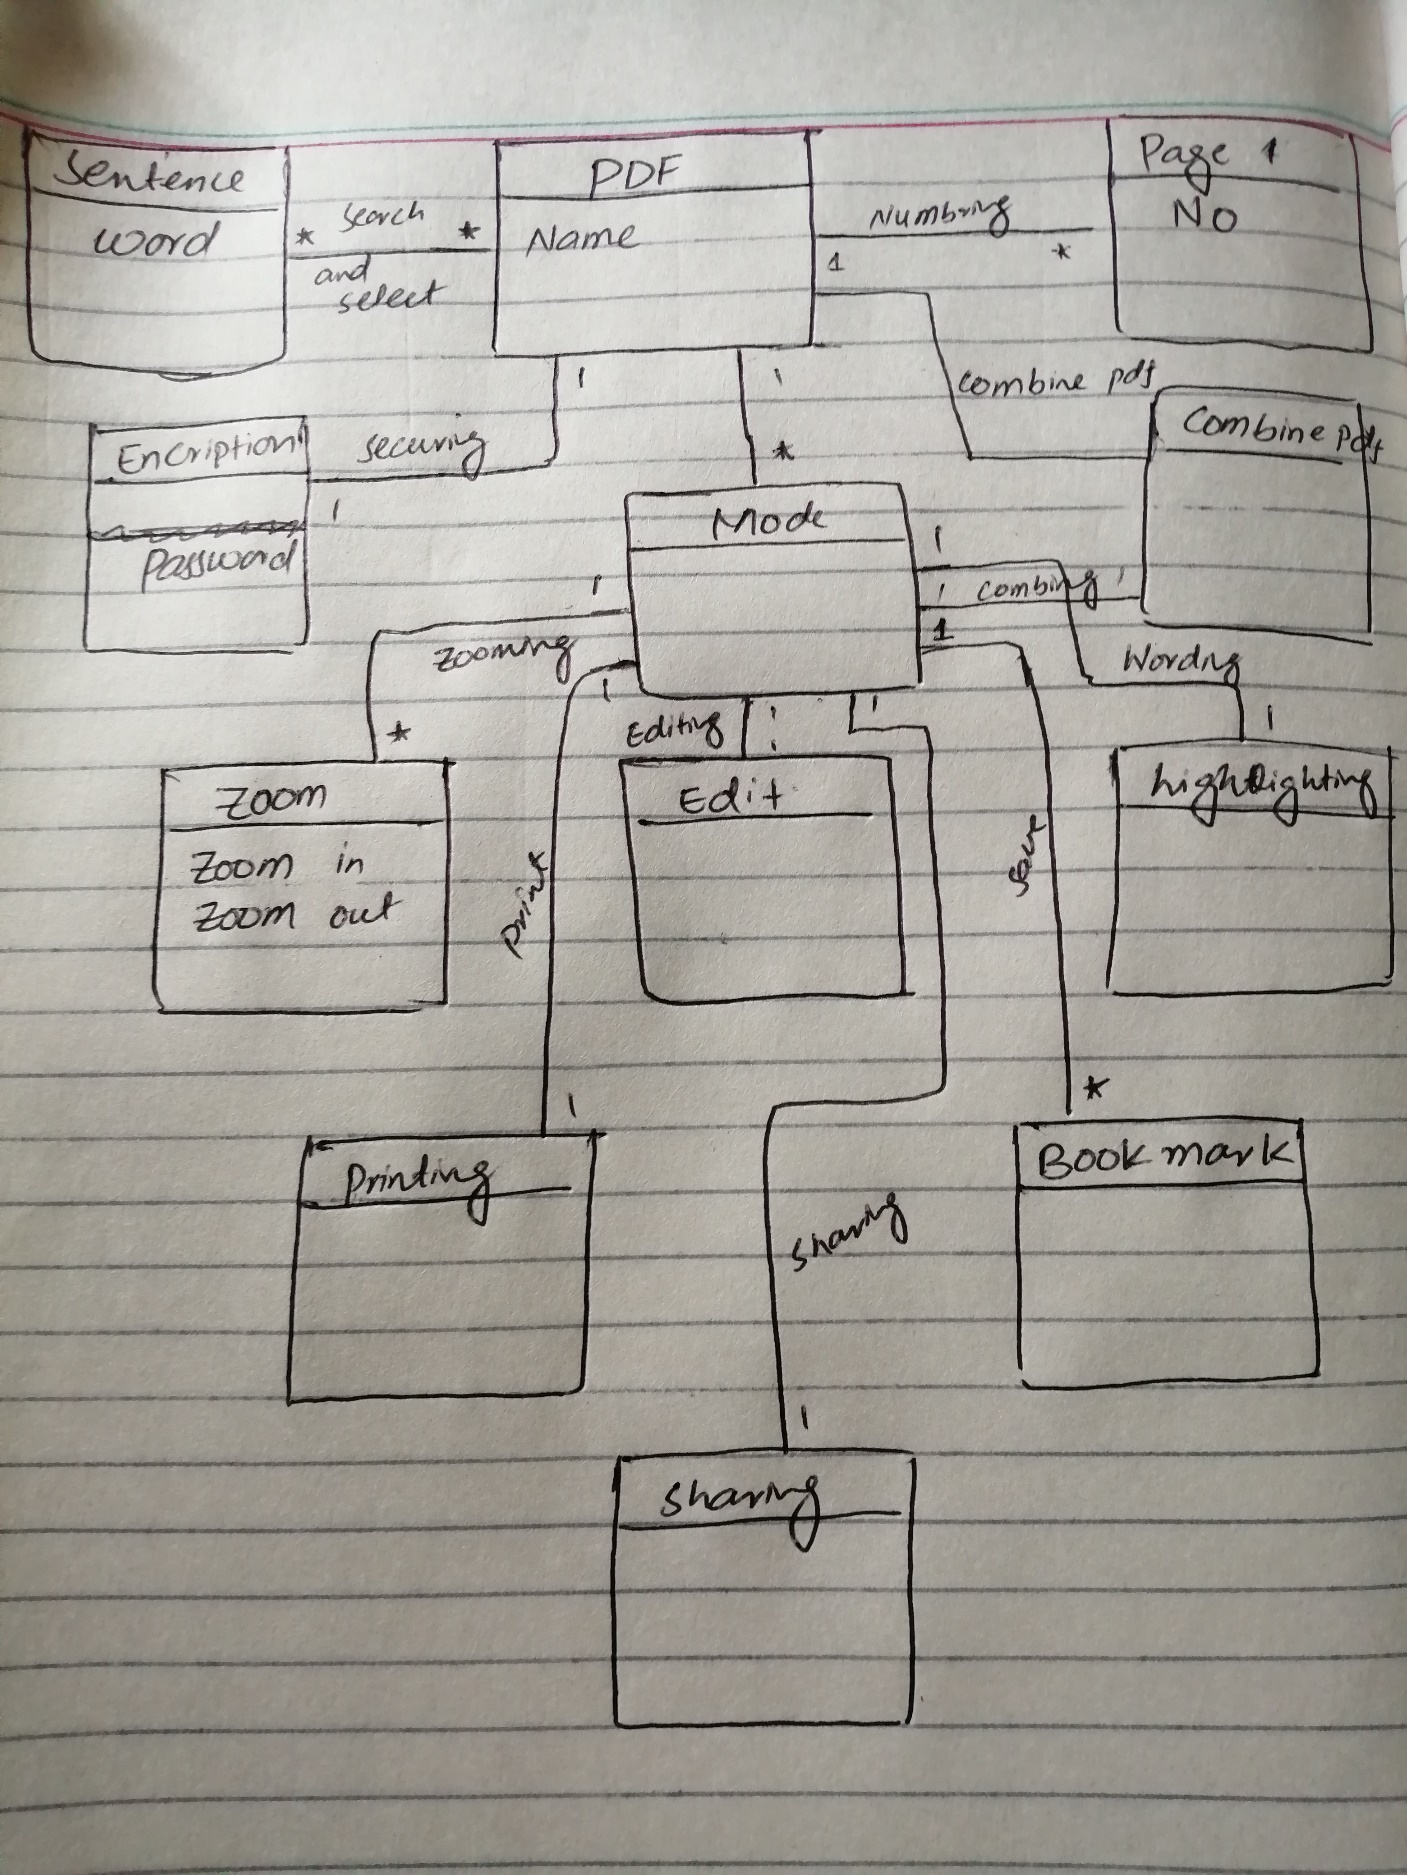 Sentence
word
* search *
and
select
PDF
Name
Numbring
1 *
Page 1
No
Encription
Password
securing
1
1
1
*
combine pdf
Combine pdf
Mode
1
1 Combing 1
1
Wording
1
1
Zooming
*
1
Zoom
Zoom in
Zoom out
Editing
1
1
1
Edit
save
highlighting
print
1
Printing
*
Book mark
sharing
1
sharing